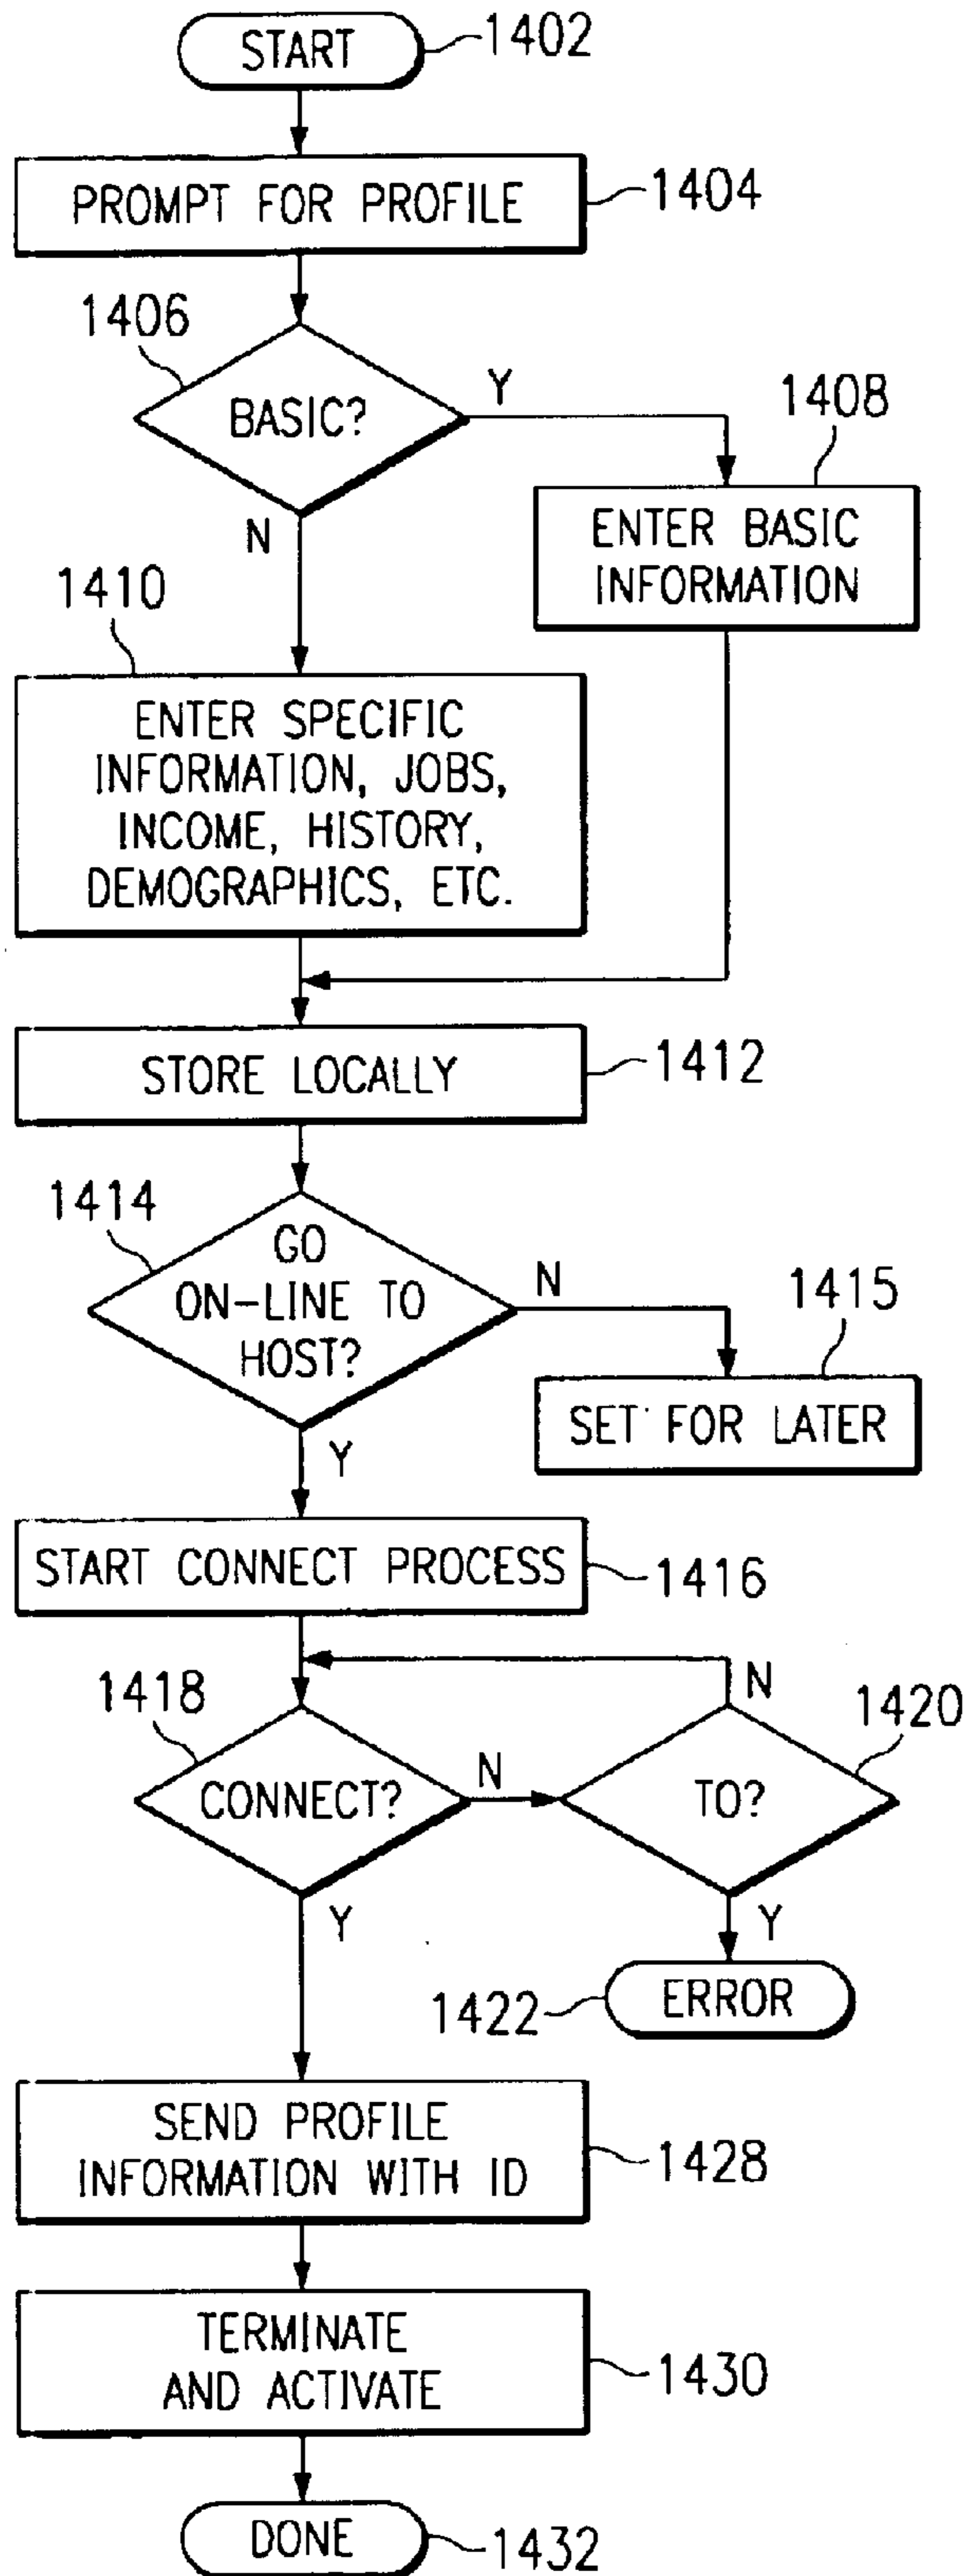 START
1402
PROMPT FOR PROFILE
1404
1406
BASIC?
Y
N
1408
ENTER BASIC
INFORMATION
1410
ENTER SPECIFIC
INFORMATION, JOBS,
INCOME, HISTORY,
DEMOGRAPHICS, ETC.
STORE LOCALLY
1412
1414
GO
ON-LINE TO
HOST?
N
Y
1415
SET FOR LATER
START CONNECT PROCESS
1416
1418
CONNECT?
N
Y
N
1420
TO?
Y
1422
ERROR
SEND PROFILE
INFORMATION WITH ID
1428
TERMINATE
AND ACTIVATE
1430
DONE
1432